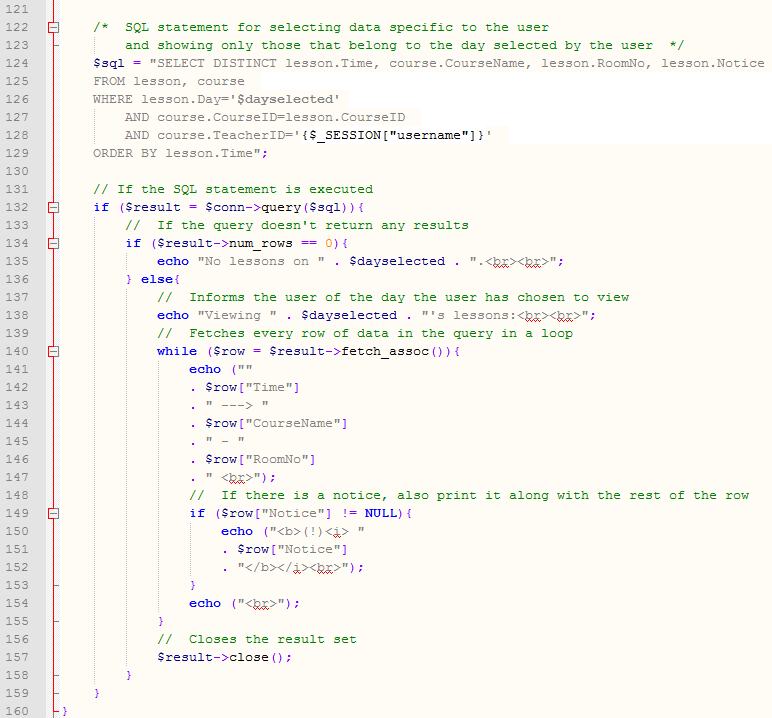 121
122 /*  SQL statement for selecting data specific to the user
123     and showing only those that belong to the day selected by the user  */
124 $sql = "SELECT DISTINCT lesson.Time, course.CourseName, lesson.RoomNo, lesson.Notice
125 FROM lesson, course
126 WHERE lesson.Day='$dayselected'
127     AND course.CourseID=lesson.CourseID
128     AND course.TeacherID='{$_SESSION["username"]}'
129 ORDER BY lesson.Time";
130
131 // If the SQL statement is executed
132 if ($result = $conn->query($sql)){
133     //  If the query doesn't return any results
134     if ($result->num_rows == 0){
135         echo "No lessons on " . $dayselected . ".<br><br>";
136     } else{
137         //  Informs the user of the day the user has chosen to view
138         echo "Viewing " . $dayselected . "'s lessons:<br><br>";
139         //  Fetches every row of data in the query in a loop
140         while ($row = $result->fetch_assoc()){
141             echo (""
142             . $row["Time"]
143             . " ---> "
144             . $row["CourseName"]
145             . " - "
146             . $row["RoomNo"]
147             . " <br>");
148             //  If there is a notice, also print it along with the rest of the row
149             if ($row["Notice"] != NULL){
150                 echo ("<b>(!)<i> "
151                 . $row["Notice"]
152                 . "</b></i><br>");
153             }
154             echo ("<br>");
155         }
156         //  Closes the result set
157         $result->close();
158     }
159 }
160 }